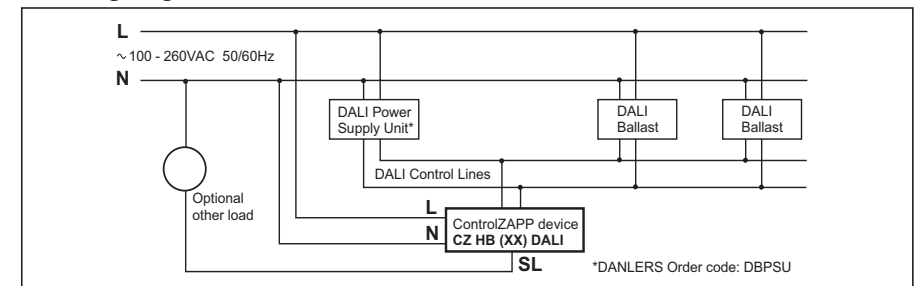 L
~ 100 - 260VAC 50/60Hz
N
DALI Power
Supply Unit*
DALI
Ballast
DALI
Ballast
DALI Control Lines
Optional
other load
L
N
ControlZAPP device
CZ HB (XX) DALI
SL
*DANLERS Order code: DBPSU